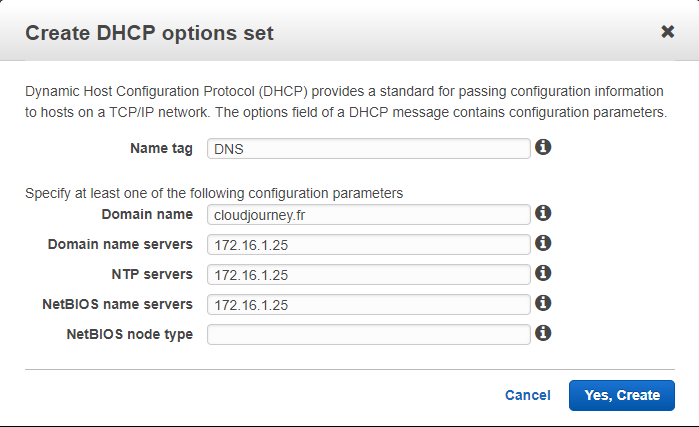 Create DHCP options set
Dynamic Host Configuration Protocol (DHCP) provides a standard for passing configuration information
to hosts on a TCP/IP network. The options field of a DHCP message contains configuration parameters.
Name tag DNS
Specify at least one of the following configuration parameters
Domain name cloudjourney.fr
Domain name servers 172.16.1.25
NTP servers 172.16.1.25
NetBIOS name servers 172.16.1.25
NetBIOS node type
Cancel Yes, Create